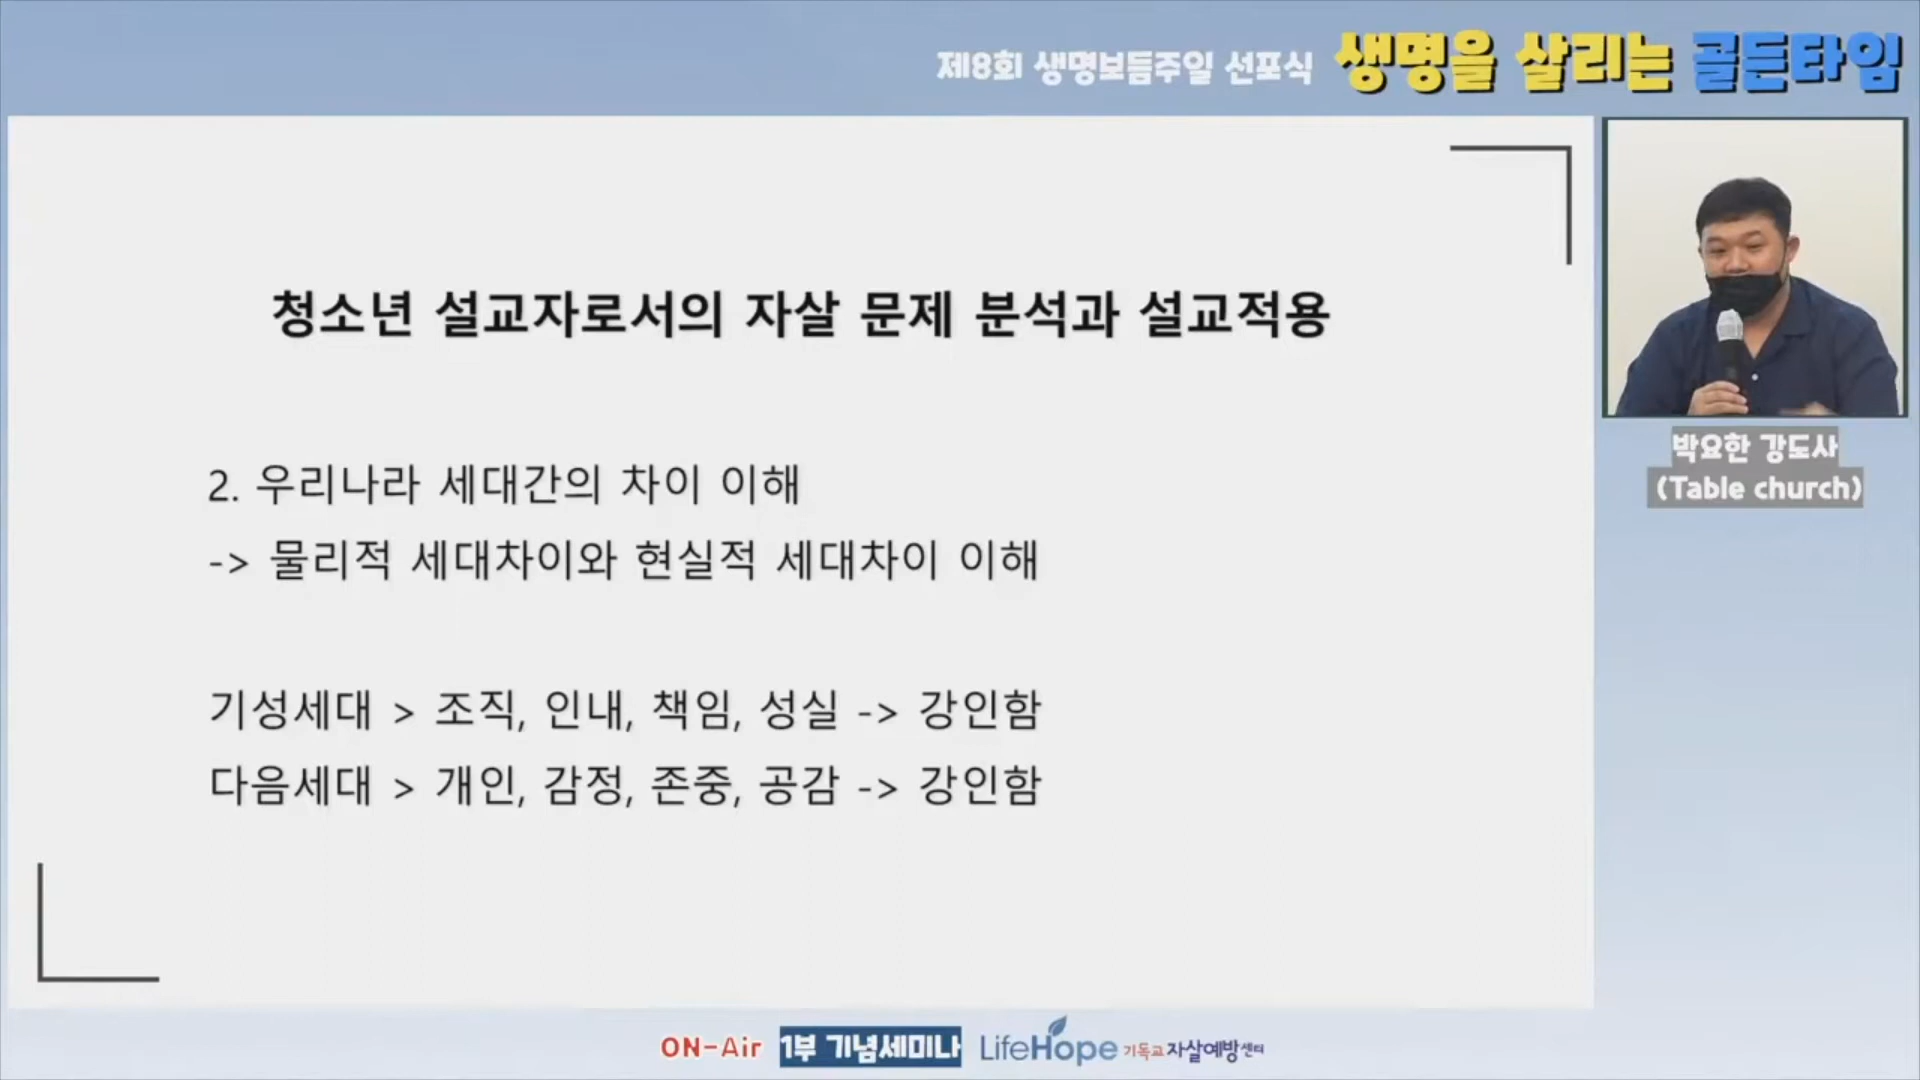 제8회 생명보듬주일 선포식 생명을 살리는 골든타임
청소년 설교자로서의 자살 문제 분석과 설교적용
2. 우리나라 세대간의 차이 이해
-> 물리적 세대차이와 현실적 세대차이 이해
기성세대 > 조직, 인내, 책임, 성실 -> 강인함
다음세대 > 개인, 감정, 존중, 공감 -> 강인함
박요한 강도사
(Table church)
ON-Air 1부 기념세미나 LifeHope 기독교자살예방센터